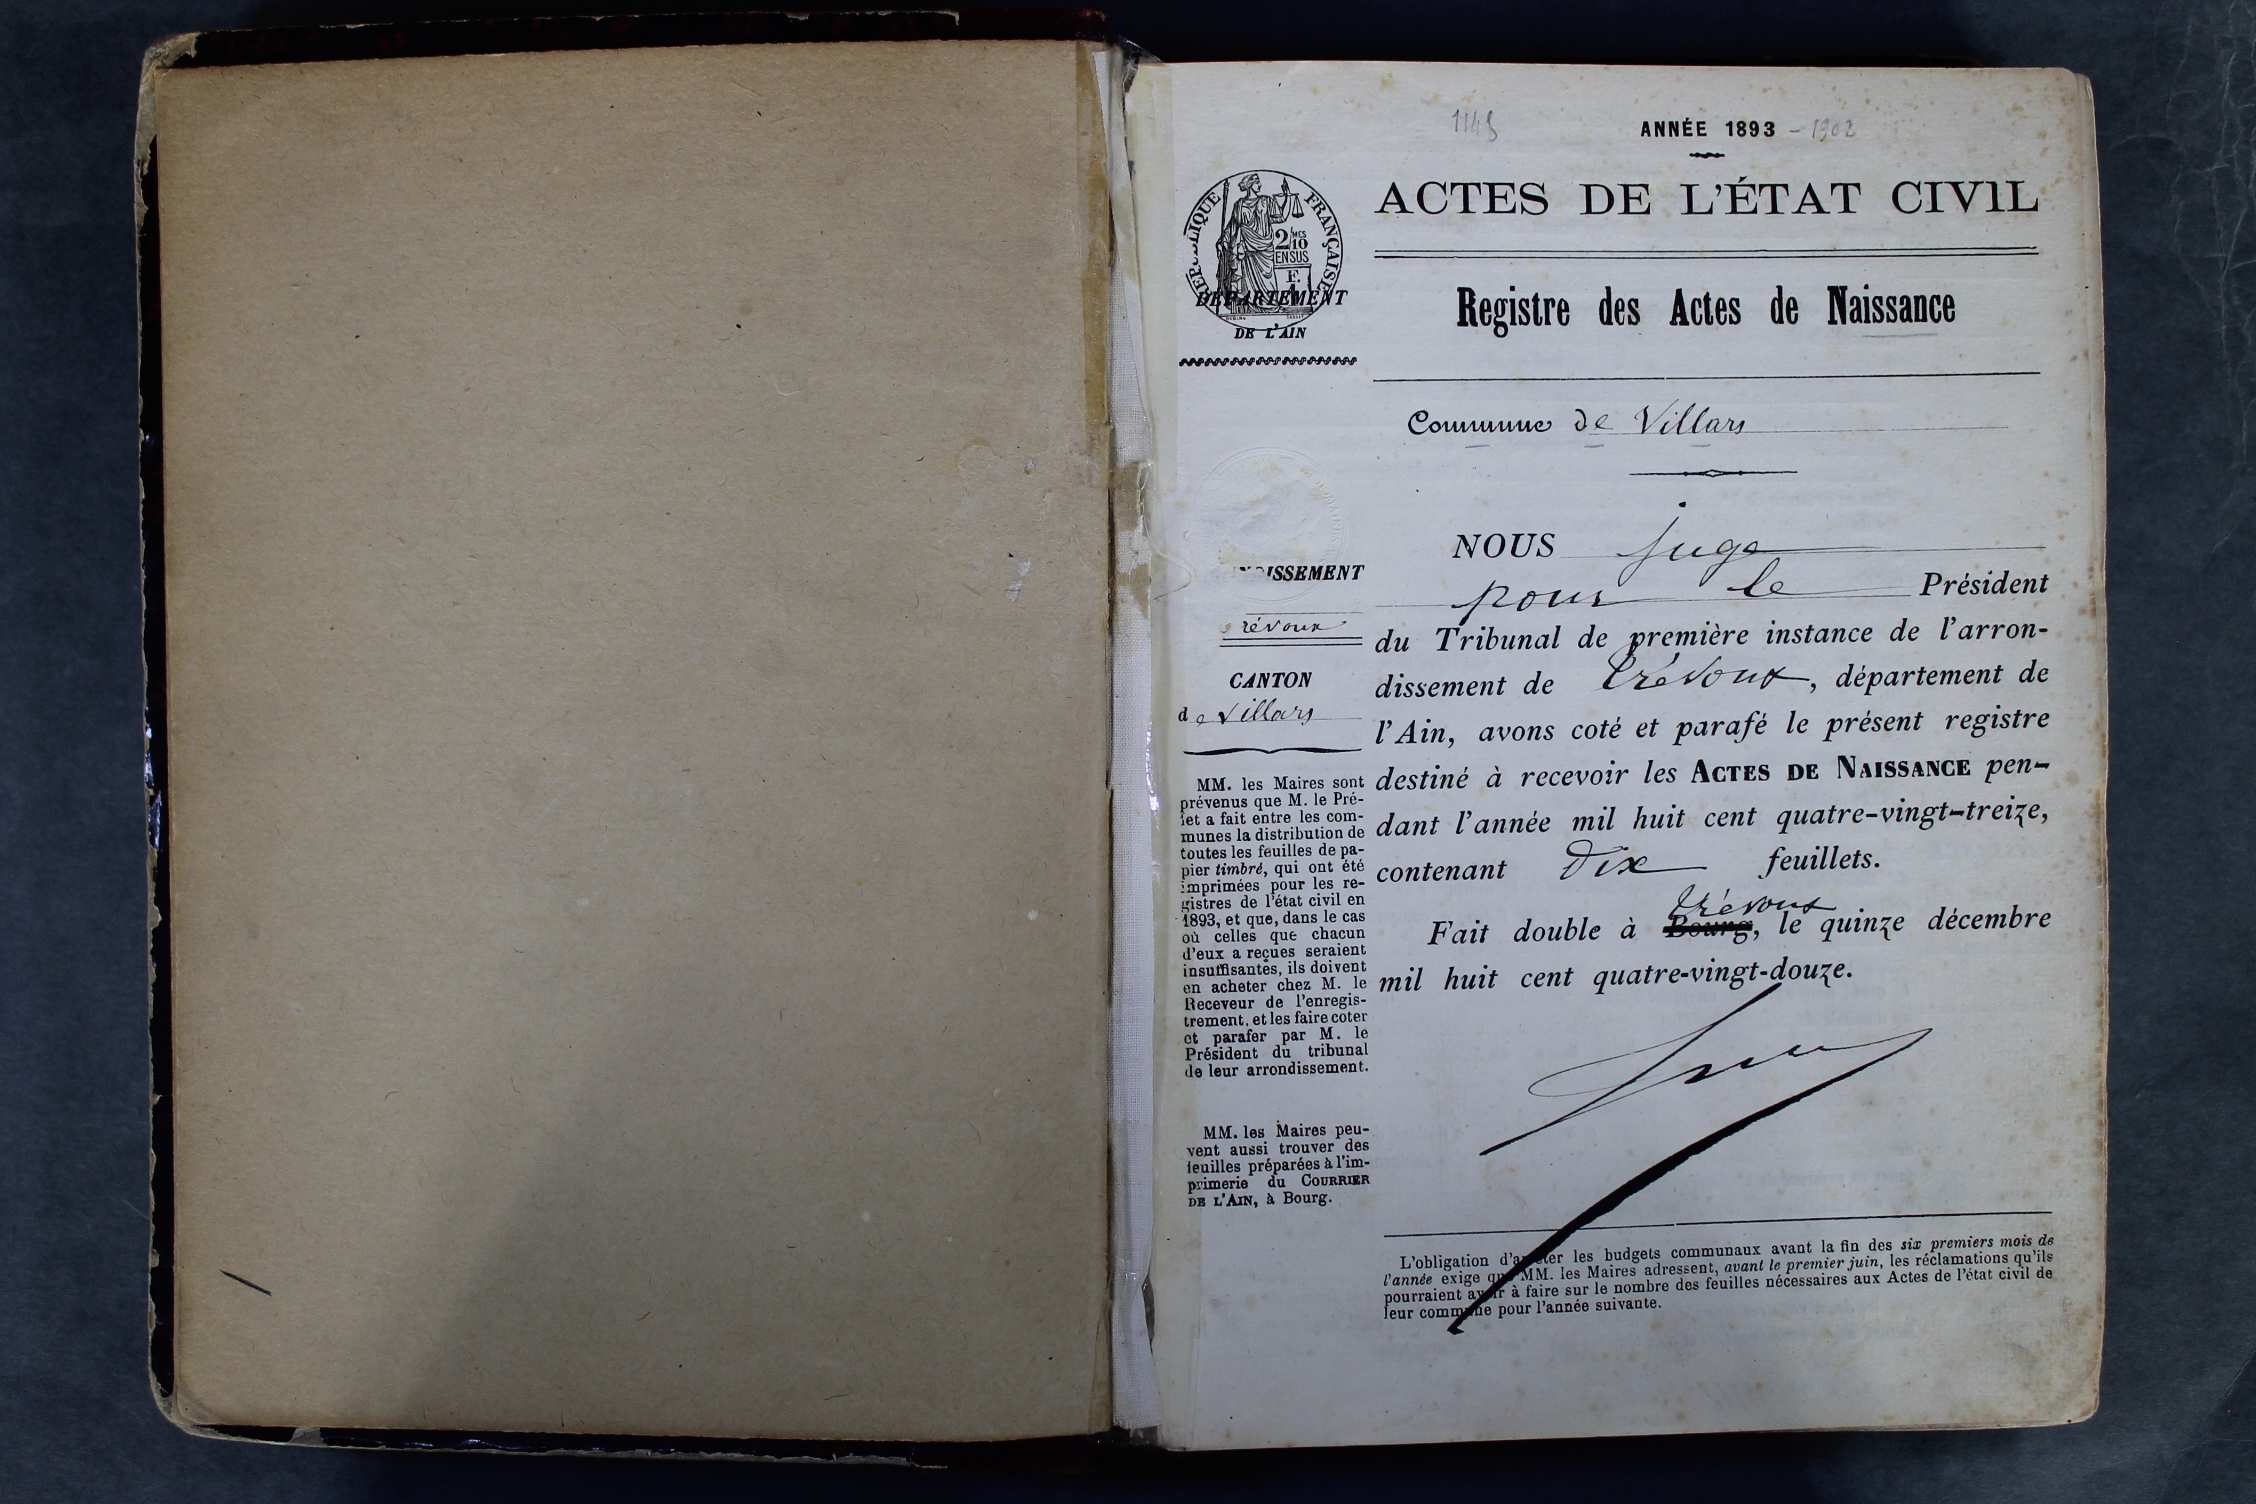 1145 ANNÉE 1893 - 1902
ACTES DE L'ÉTAT CIVIL
Registre des Actes de Naissance
RÉPUBLIQUE FRANÇAISE
2/10 MES
EN SUS
F.
DÉPARTEMENT
DE L'AIN
Commune de Villars
ISSEMENT
révoux
CANTON
de Villars
MM. les Maires sont
prévenus que M. le Pré-
fet a fait entre les com-
munes la distribution de
toutes les feuilles de pa-
pier timbré, qui ont été
imprimées pour les re-
gistres de l'état civil en
1893, et que, dans le cas
où celles que chacun
d'eux a reçues seraient
insuffisantes, ils doivent
en acheter chez M. le
Receveur de l'enregis-
trement, et les faire coter
et parafer par M. le
Président du tribunal
de leur arrondissement.
MM. les Maires peu-
vent aussi trouver des
feuilles préparées à l'im-
primerie du COURRIER
DE L'AIN, à Bourg.
NOUS juge
pour le Président
du Tribunal de première instance de l'arron-
dissement de Trévoux, département de
l'Ain, avons coté et parafé le présent registre
destiné à recevoir les ACTES DE NAISSANCE pen-
dant l'année mil huit cent quatre-vingt-treize,
contenant Dix feuillets.
Trévoux
Fait double à Bourg, le quinze décembre
mil huit cent quatre-vingt-douze.
L'obligation d'arrêter les budgets communaux avant la fin des six premiers mois de
l'année exige que MM. les Maires adressent, avant le premier juin, les réclamations qu'ils
pourraient avoir à faire sur le nombre des feuilles nécessaires aux Actes de l'état civil de
leur commune pour l'année suivante.